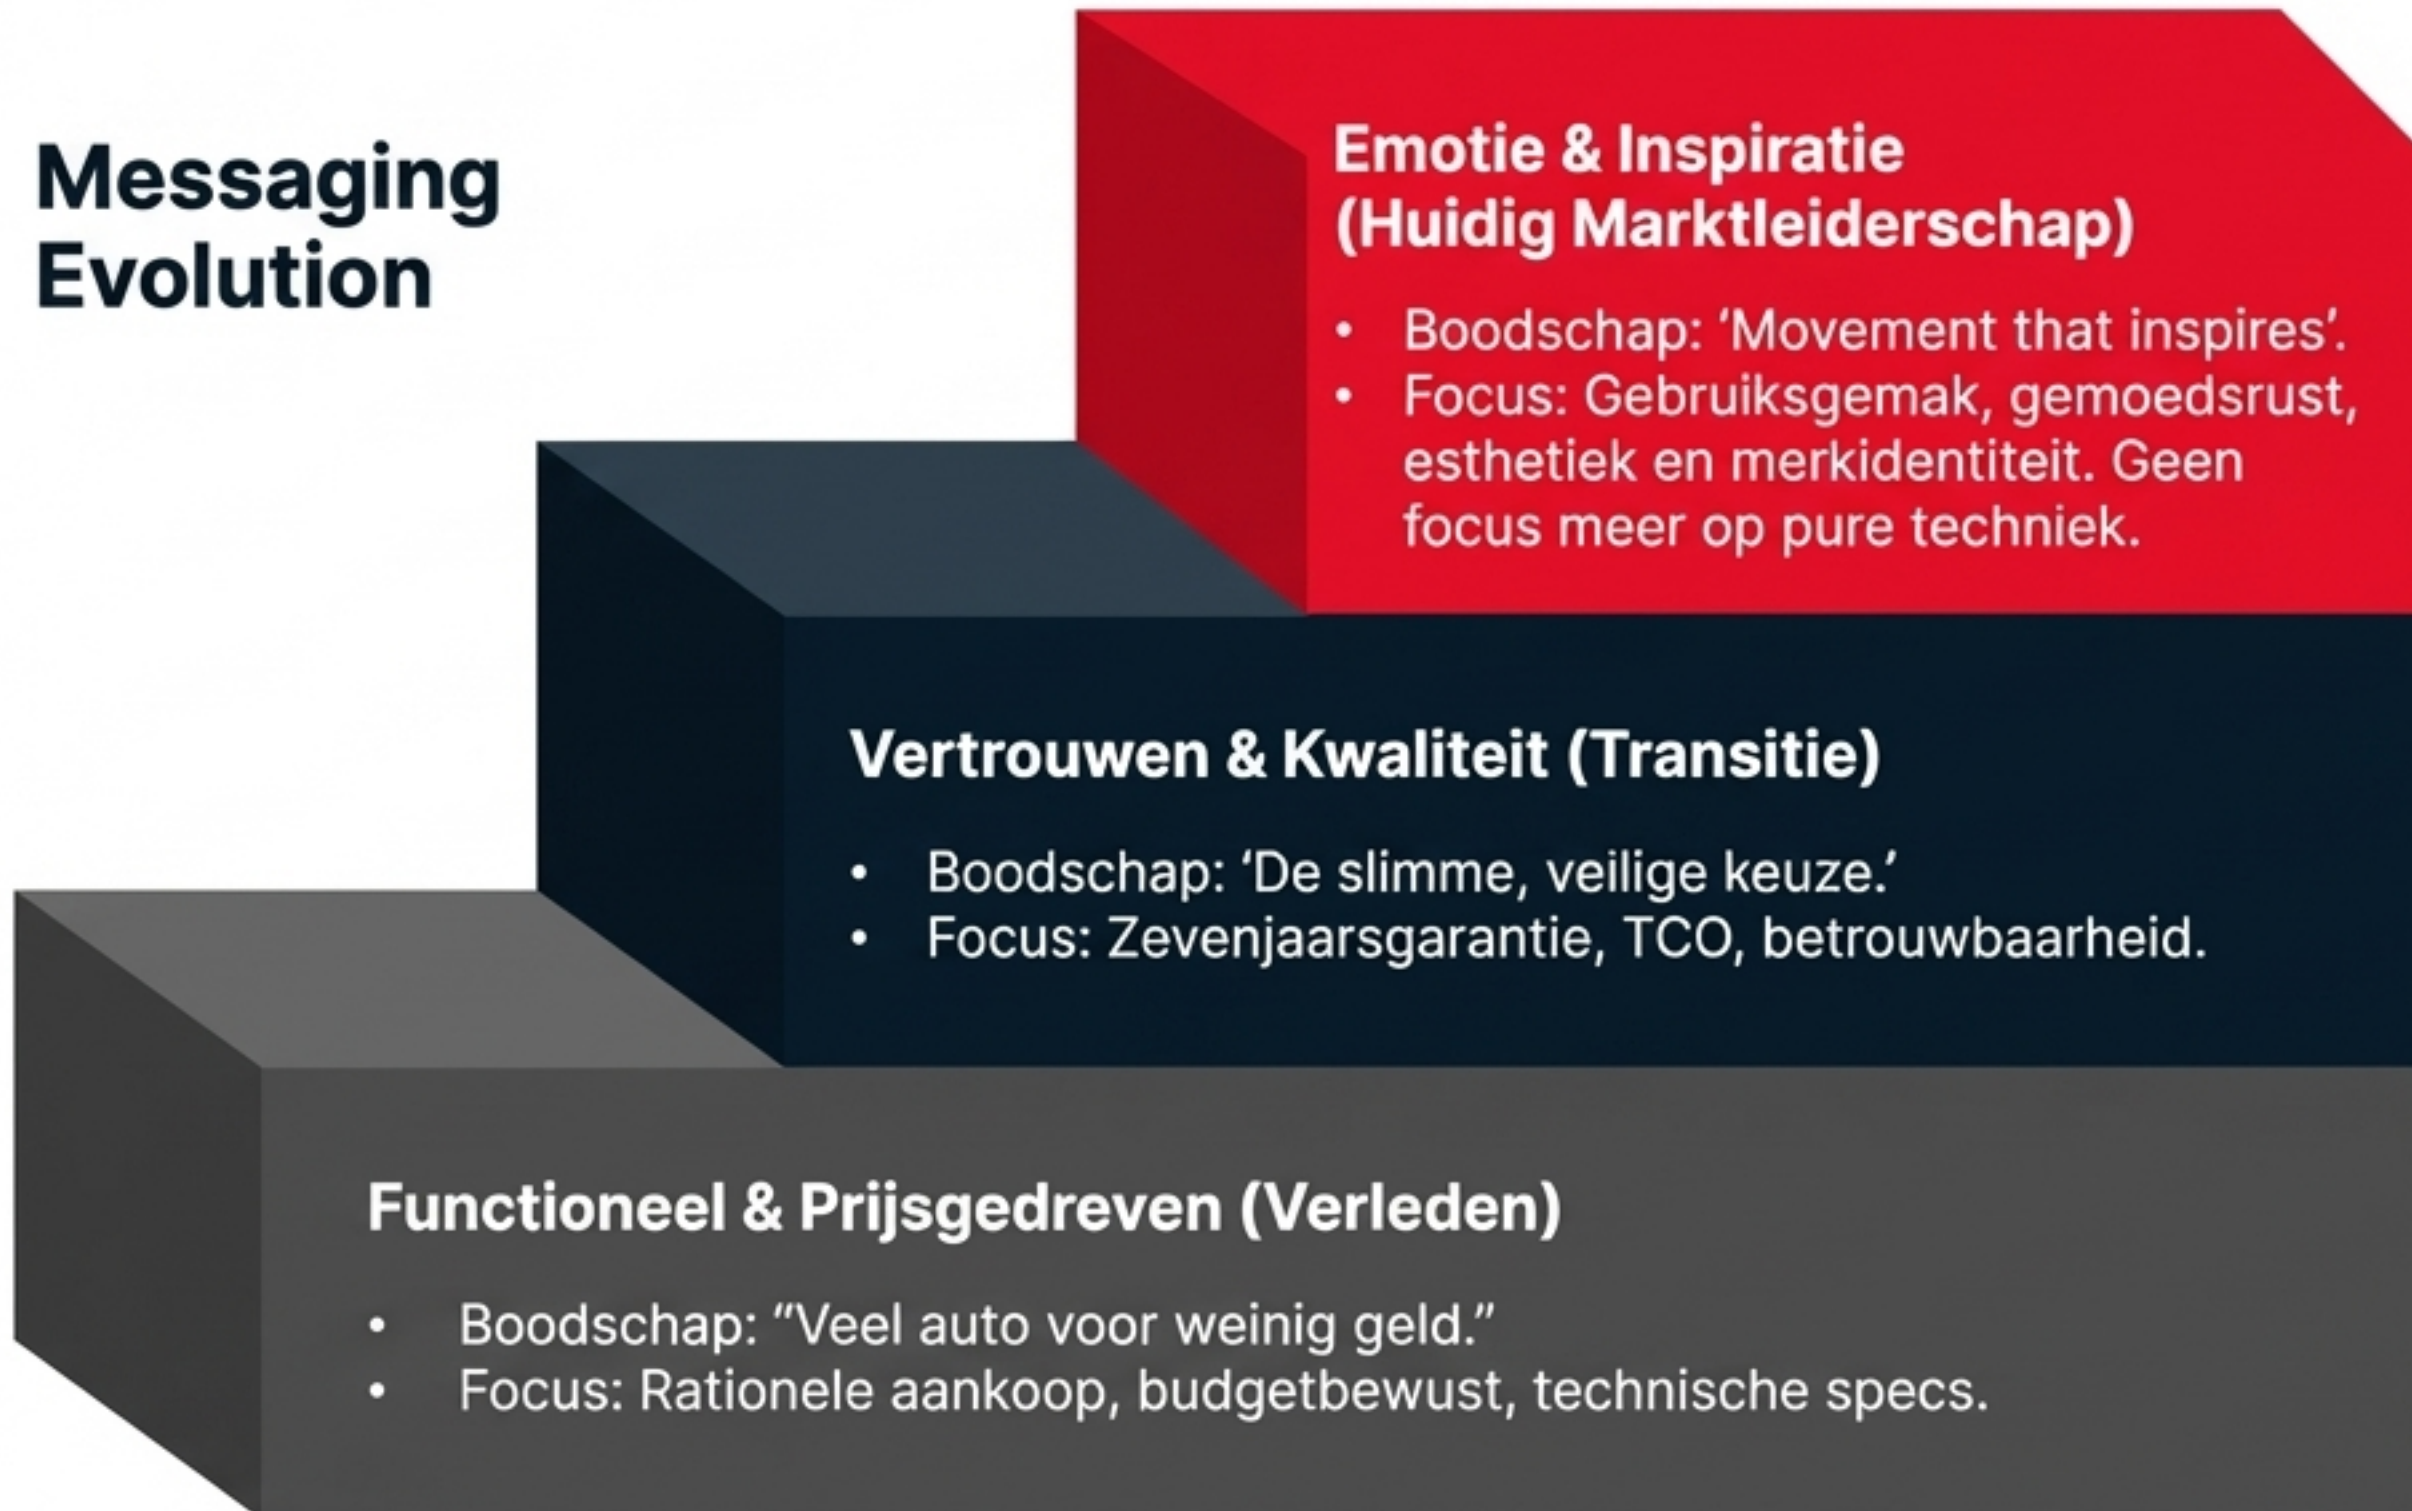 Messaging
Evolution
Emotie & Inspiratie
(Huidig Marktleiderschap)
• Boodschap: ‘Movement that inspires’.
• Focus: Gebruiksgemak, gemoedsrust,
esthetiek en merkidentiteit. Geen
focus meer op pure techniek.
Vertrouwen & Kwaliteit (Transitie)
• Boodschap: ‘De slimme, veilige keuze.’
• Focus: Zevenjaarsgarantie, TCO, betrouwbaarheid.
Functioneel & Prijsgedreven (Verleden)
• Boodschap: “Veel auto voor weinig geld.”
• Focus: Rationele aankoop, budgetbewust, technische specs.